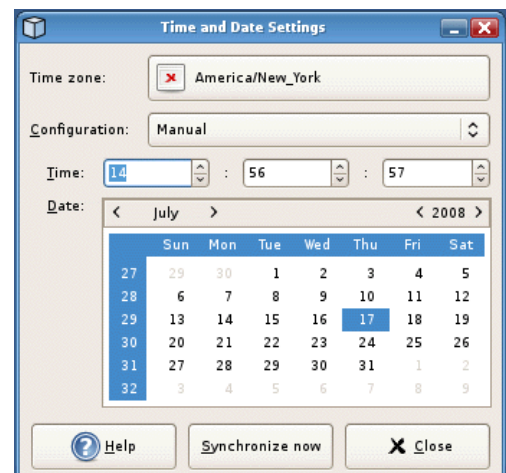 Time and Date Settings
Time zone: America/New_York
Configuration: Manual
Time: 14 : 56 : 57
Date: < July > < 2008 >
Sun Mon Tue Wed Thu Fri Sat
27 29 30 1 2 3 4 5
28 6 7 8 9 10 11 12
29 13 14 15 16 17 18 19
30 20 21 22 23 24 25 26
31 27 28 29 30 31 1 2
32 3 4 5 6 7 8 9
? Help Synchronize now Close